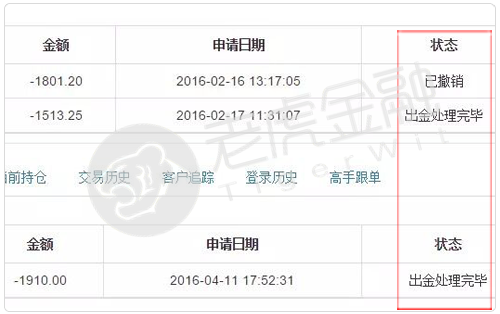 金额 申请日期 状态
-1801.20 2016-02-16 13:17:05 已撤销
-1513.25 2016-02-17 11:31:07 出金处理完毕
老虎金融
Tigerwit
前持仓 交易历史 客户追踪 登录历史 高手跟单
金额 申请日期 状态
-1910.00 2016-04-11 17:52:31 出金处理完毕